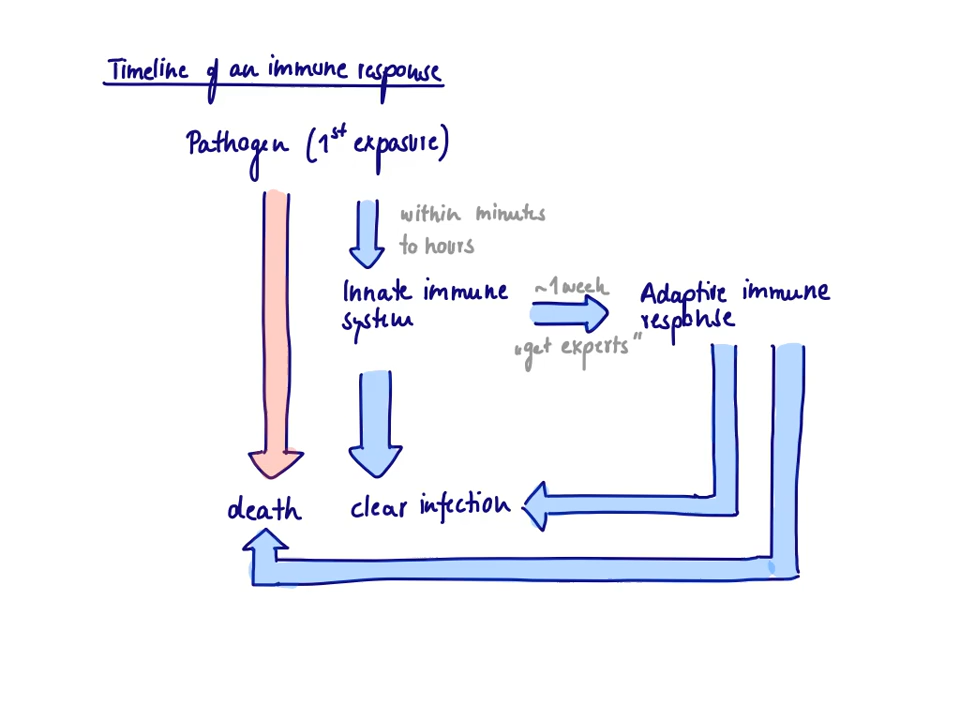 Timeline of an immune response
Pathogen (1st exposure)
within minutes
to hours
Innate immune
system
~1 week
"get experts"
Adaptive immune
response
death
clear infection